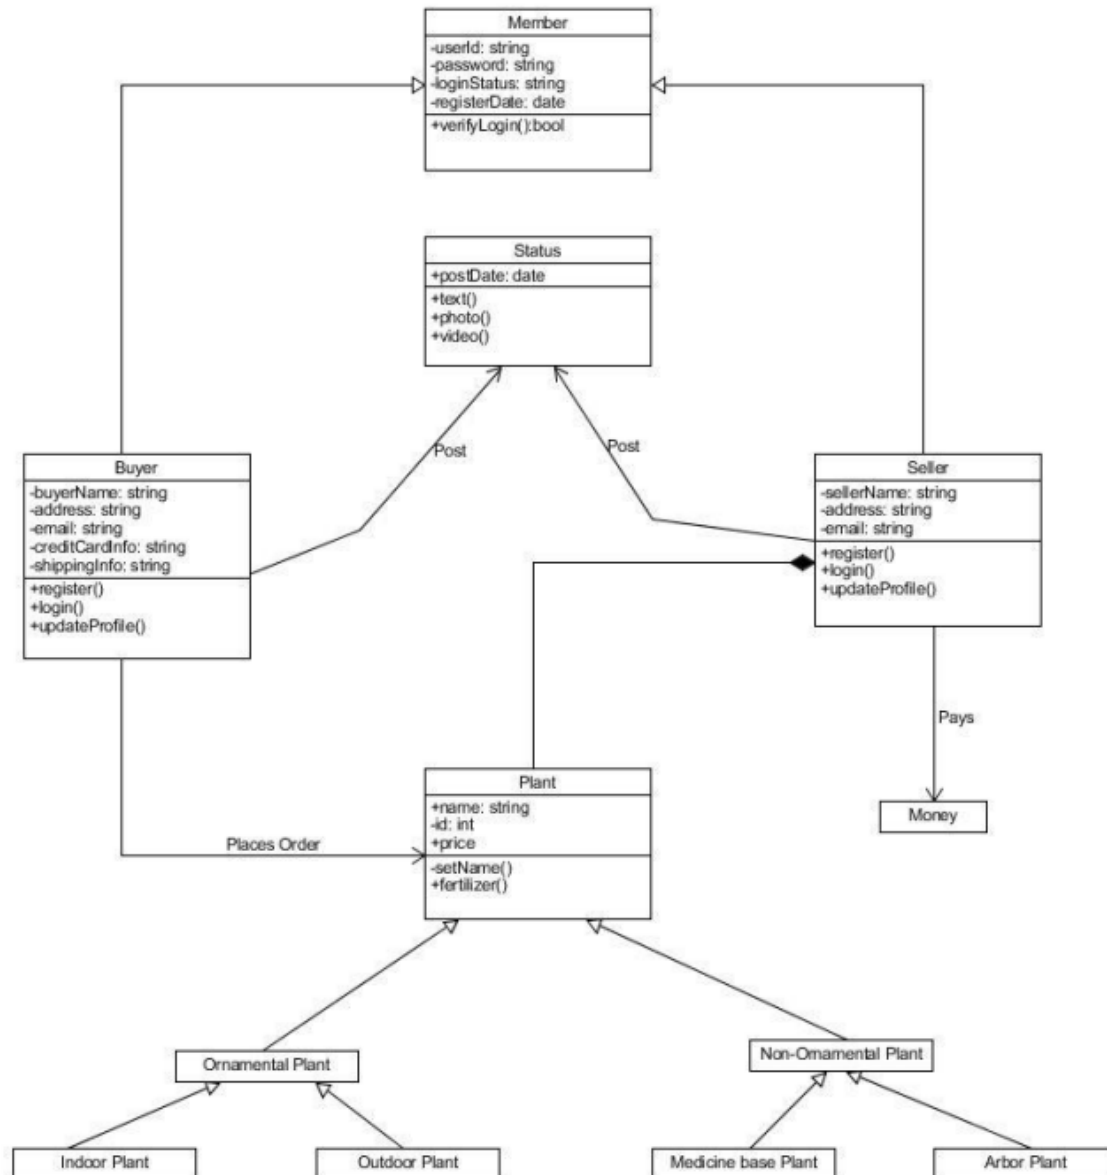 Member
-userId: string
-password: string
-loginStatus: string
-registerDate: date
+verifyLogin():bool
Status
+postDate: date
+text()
+photo()
+video()
Post
Post
Buyer
-buyerName: string
-address: string
-email: string
-creditCardInfo: string
-shippingInfo: string
+register()
+login()
+updateProfile()
Seller
-sellerName: string
-address: string
-email: string
+register()
+login()
+updateProfile()
Pays
Money
Places Order
Plant
+name: string
-id: int
+price
-setName()
+fertilizer()
Ornamental Plant
Non-Ornamental Plant
Indoor Plant
Outdoor Plant
Medicine base Plant
Arbor Plant